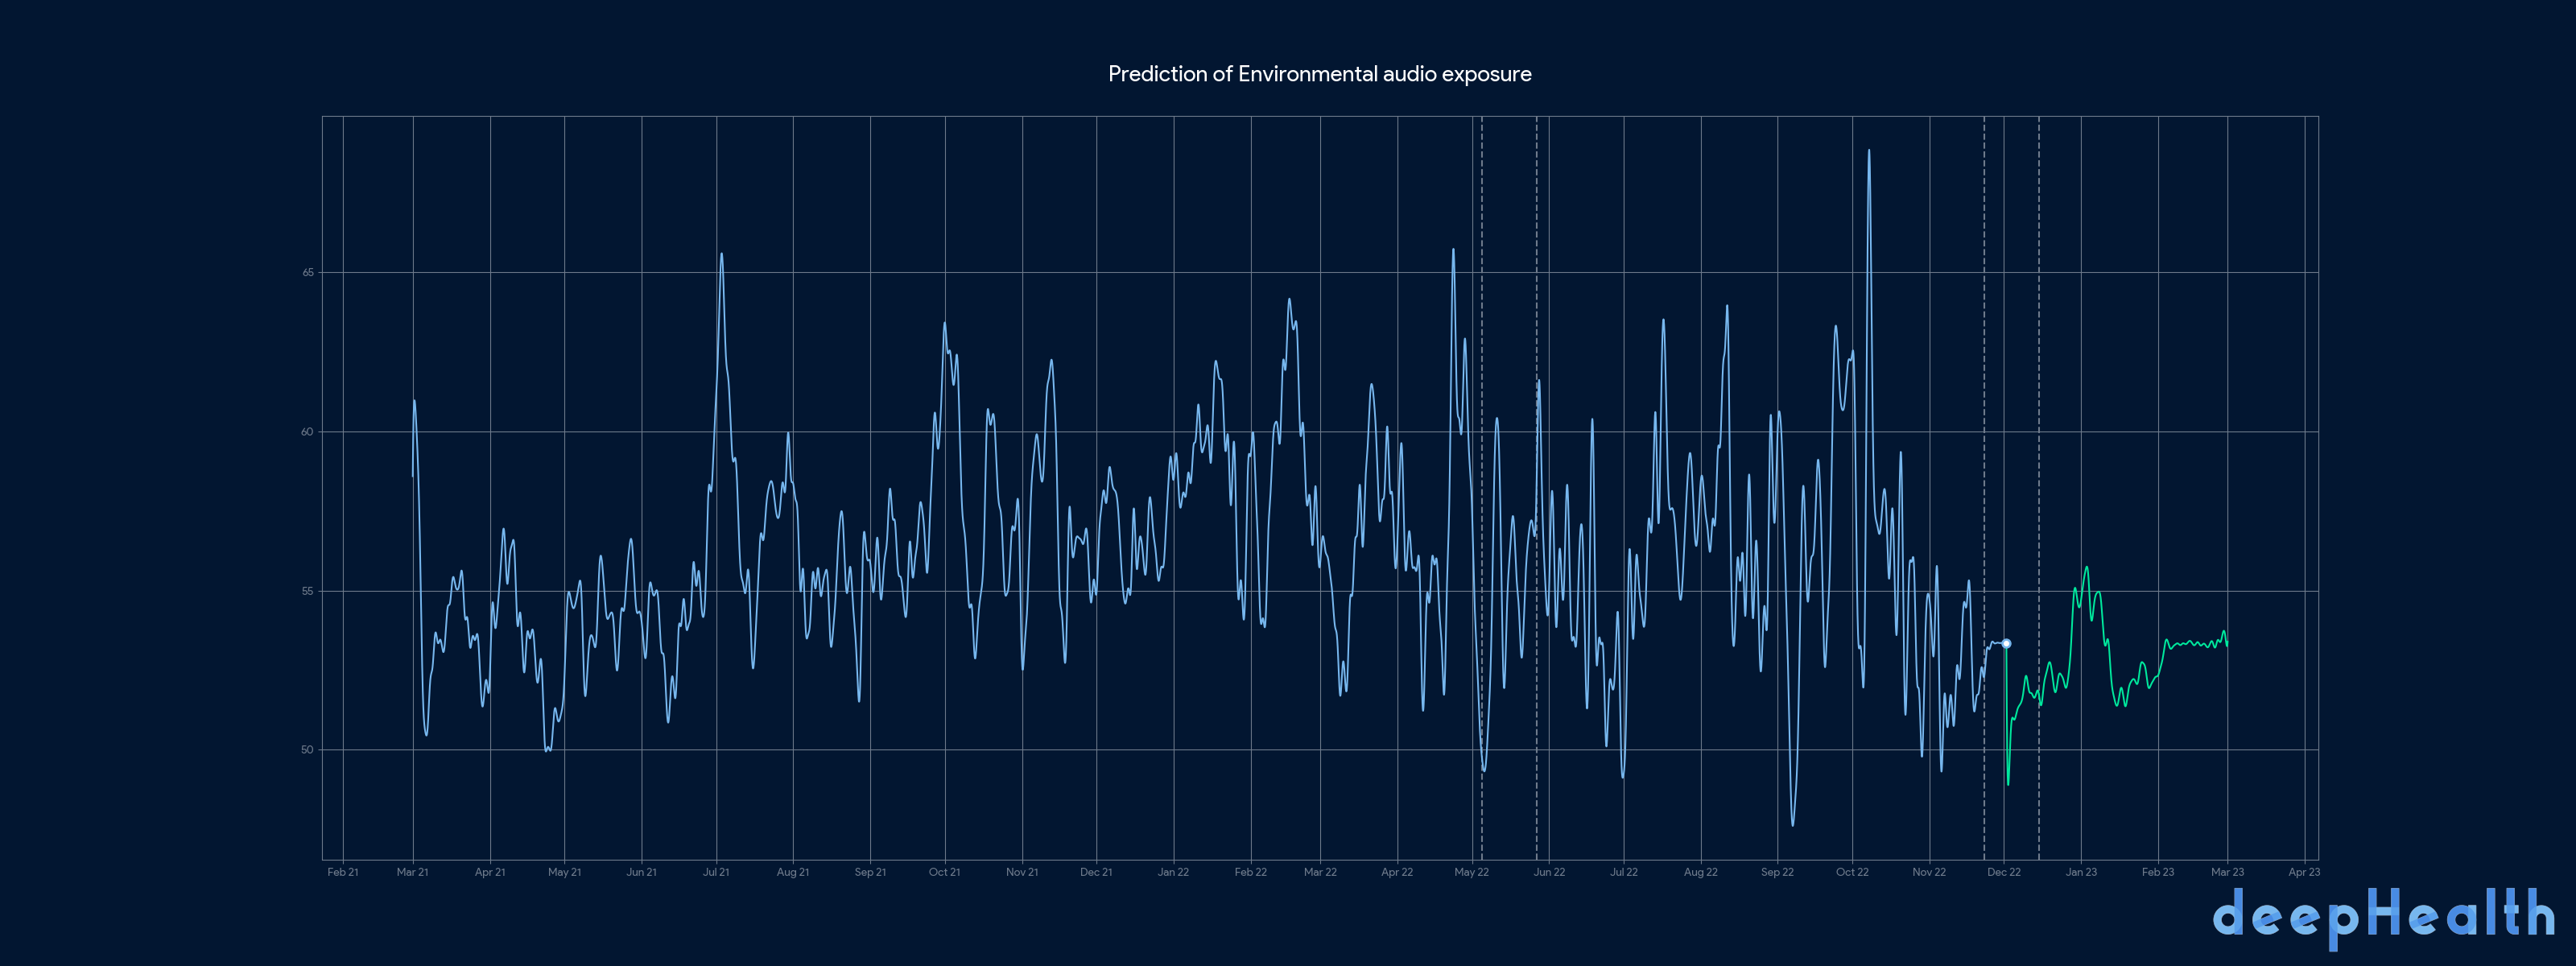 Prediction of Environmental audio exposure
65
60
55
50
Feb 21 Mar 21 Apr 21 May 21 Jun 21 Jul 21 Aug 21 Sep 21 Oct 21 Nov 21 Dec 21 Jan 22 Feb 22 Mar 22 Apr 22 May 22 Jun 22 Jul 22 Aug 22 Sep 22 Oct 22 Nov 22 Dec 22 Jan 23 Feb 23 Mar 23 Apr 23
deepHealth